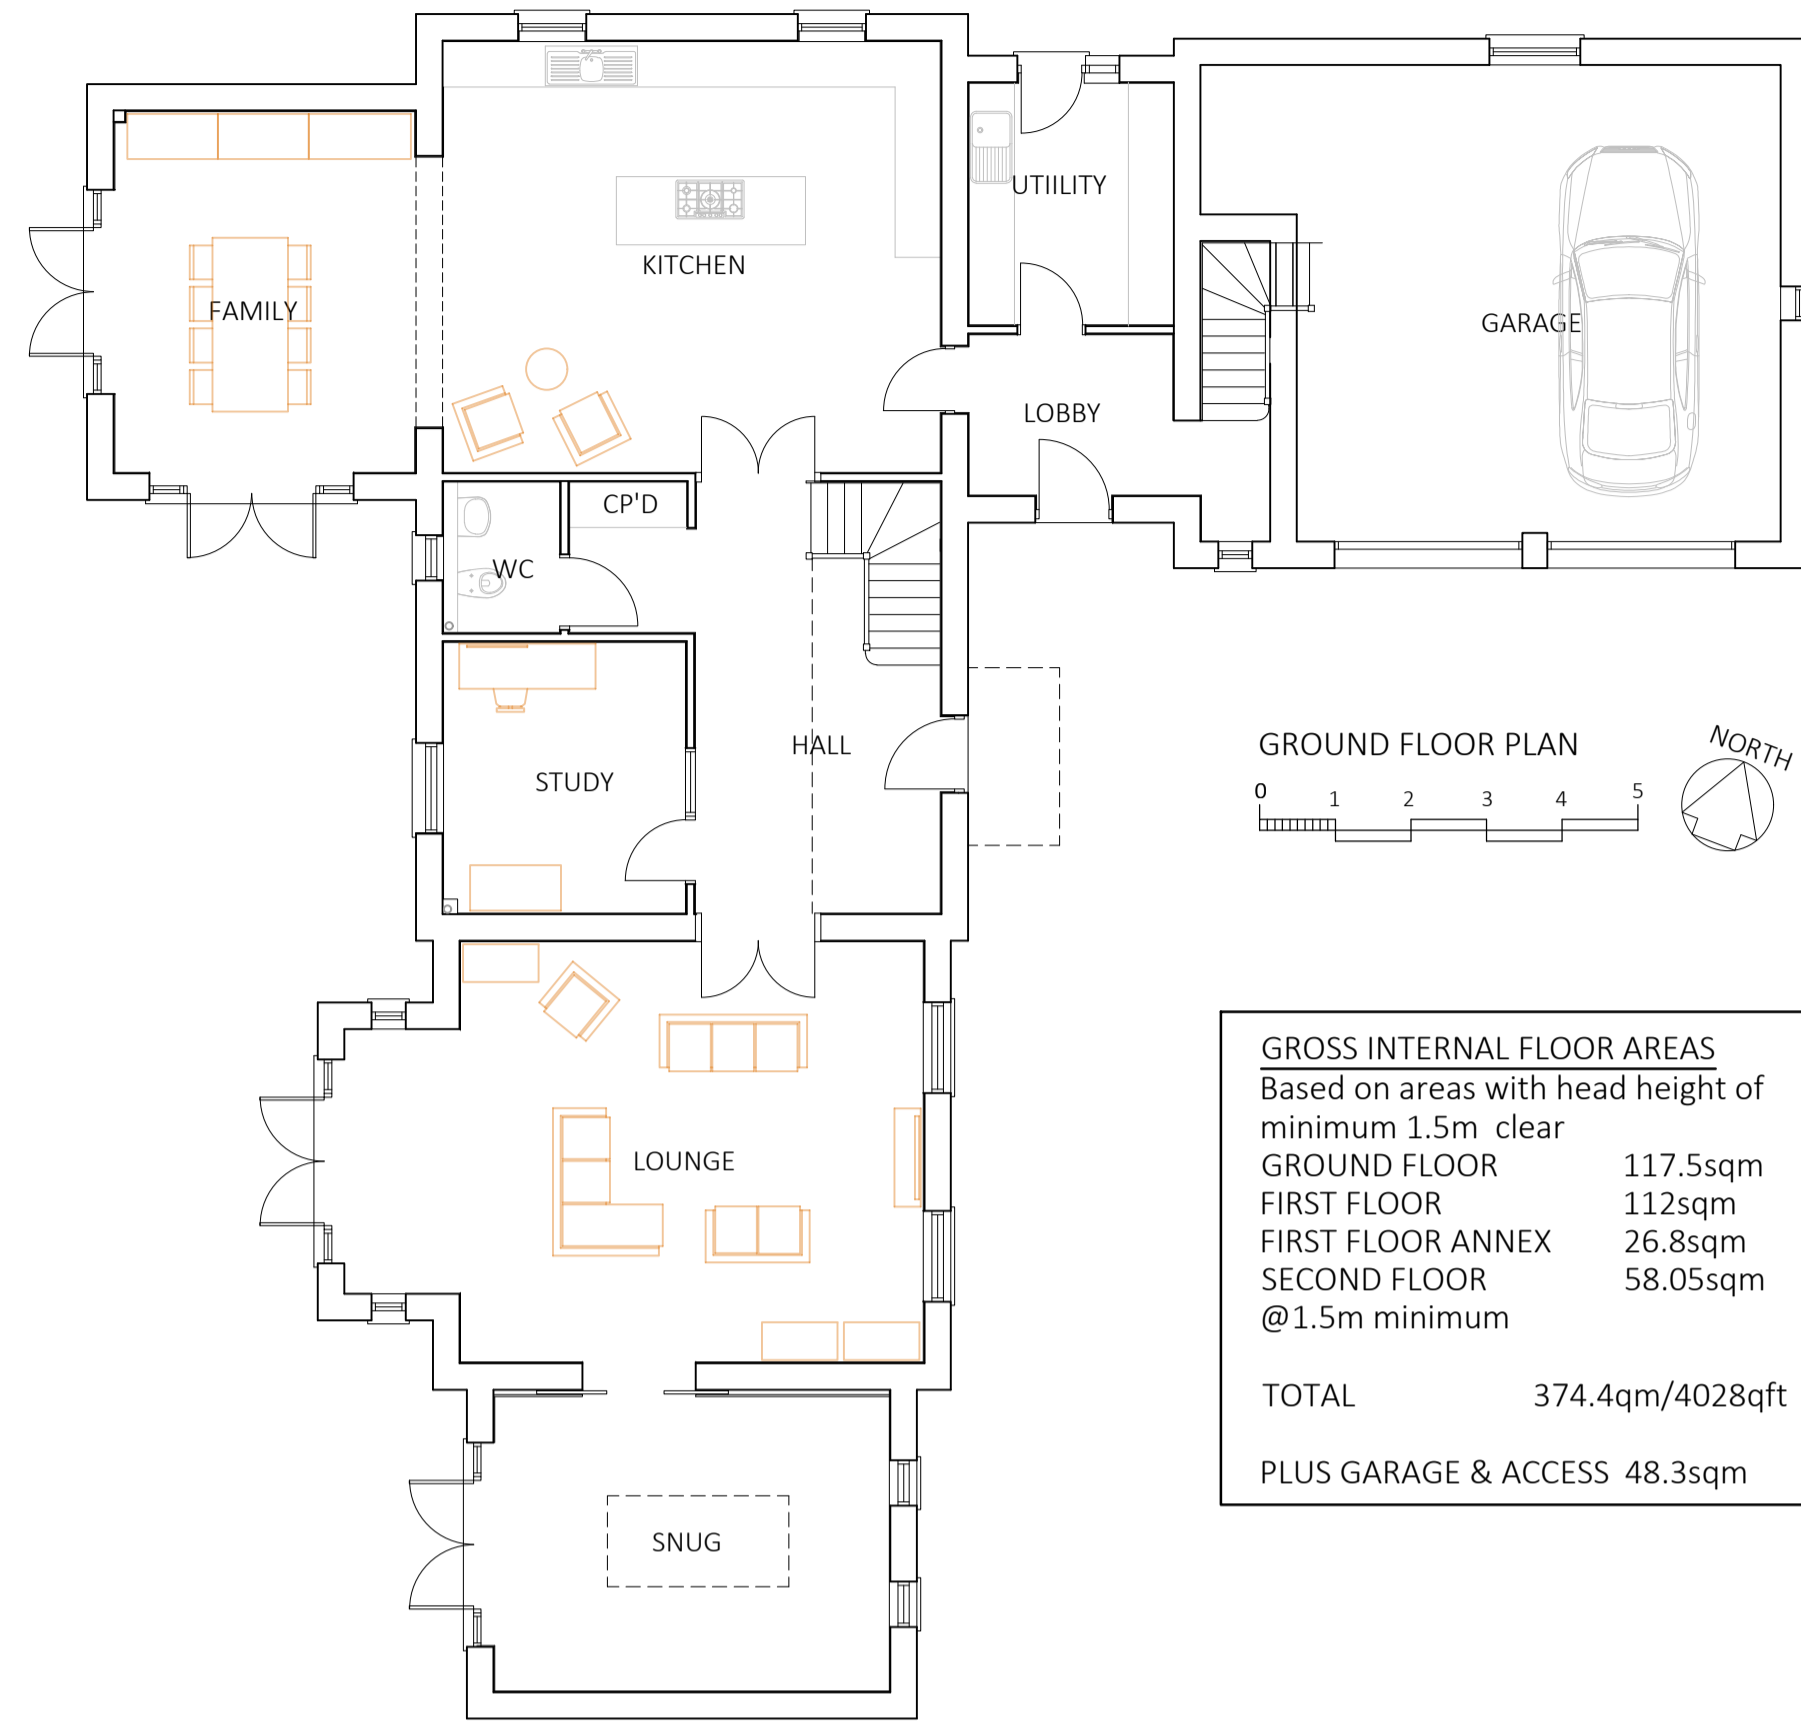 UTIILITY
KITCHEN
FAMILY
GARAGE
LOBBY
CP'D
WC
HALL
STUDY
GROUND FLOOR PLAN
NORTH
0 1 2 3 4 5
LOUNGE
SNUG
GROSS INTERNAL FLOOR AREAS
Based on areas with head height of
minimum 1.5m clear
GROUND FLOOR 117.5sqm
FIRST FLOOR 112sqm
FIRST FLOOR ANNEX 26.8sqm
SECOND FLOOR 58.05sqm
@1.5m minimum
TOTAL 374.4qm/4028qft
PLUS GARAGE & ACCESS 48.3sqm